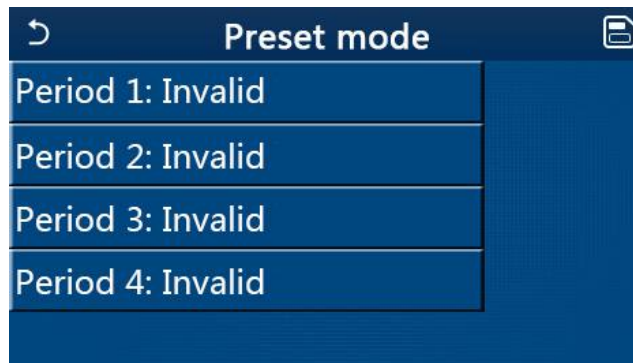 Preset mode
Period 1: Invalid
Period 2: Invalid
Period 3: Invalid
Period 4: Invalid